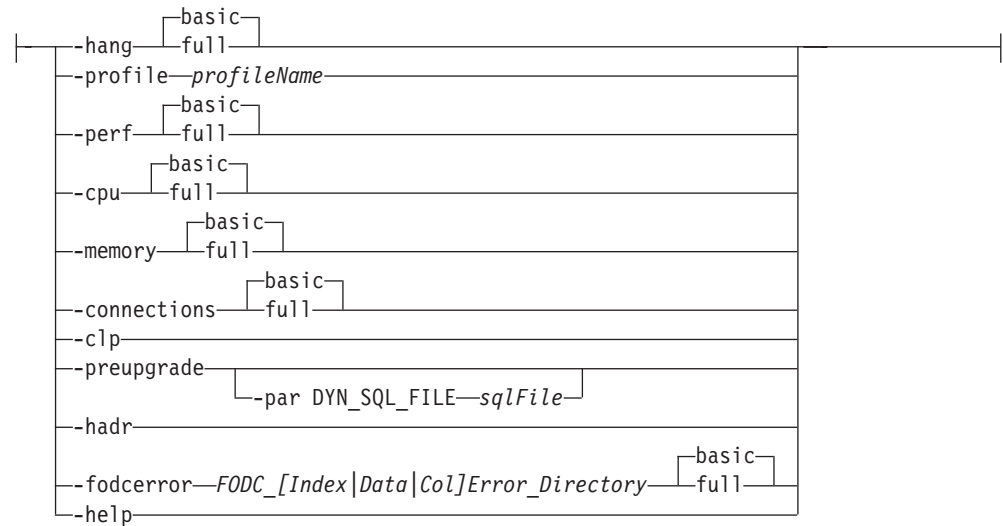 basic
-hang full
-profile profileName
basic
-perf full
basic
-cpu full
basic
-memory full
basic
-connections full
-clp
-preupgrade
-par DYN_SQL_FILE sqlFile
-hadr
basic
-fodcerror FODC_[Index|Data|Col]Error_Directory full
-help